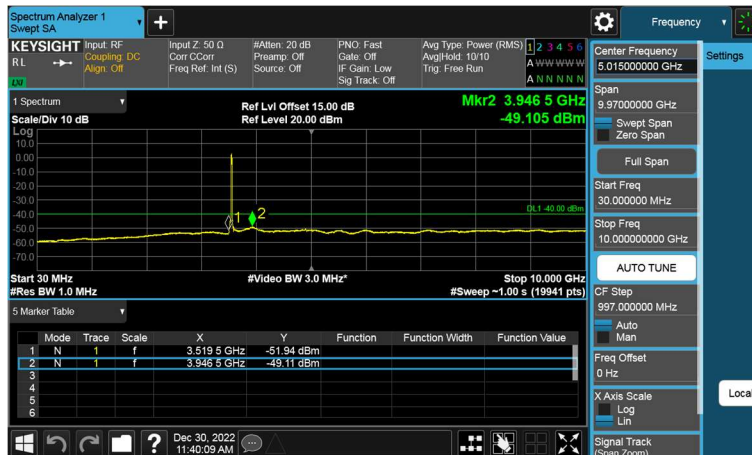 Spectrum Analyzer 1
Swept SA
Frequency
KEYSIGHT
RL
LXI
Input: RF
Coupling: DC
Align: Off
Input Z: 50 Ω
Corr CCorr
Freq Ref: Int (S)
#Atten: 20 dB
Preamp: Off
Source: Off
PNO: Fast
Gate: Off
IF Gain: Low
Sig Track: Off
Avg Type: Power (RMS)
Avg|Hold: 10/10
Trig: Free Run
1 2 3 4 5 6
A W W W W W
A N N N N N
1 Spectrum
Scale/Div 10 dB
Ref Lvl Offset 15.00 dB
Ref Level 20.00 dBm
Mkr2 3.946 5 GHz
-49.105 dBm
Log
10.0
0.00
-10.0
-20.0
-30.0
-40.0
-50.0
-60.0
-70.0
1
2
DL1 -40.00 dBm
Start 30 MHz
#Res BW 1.0 MHz
#Video BW 3.0 MHz*
Stop 10.000 GHz
#Sweep ~1.00 s (19941 pts)
5 Marker Table
Mode Trace Scale X Y Function Function Width Function Value
1 N 1 f 3.519 5 GHz -51.94 dBm
2 N 1 f 3.946 5 GHz -49.11 dBm
3
4
5
6
?
Dec 30, 2022
11:40:09 AM
Center Frequency
5.015000000 GHz
Settings
Span
9.97000000 GHz
Swept Span
Zero Span
Full Span
Start Freq
30.000000 MHz
Stop Freq
10.000000000 GHz
AUTO TUNE
CF Step
997.000000 MHz
Auto
Man
Freq Offset
0 Hz
Local
X Axis Scale
Log
Lin
Signal Track
(Span Zoom)